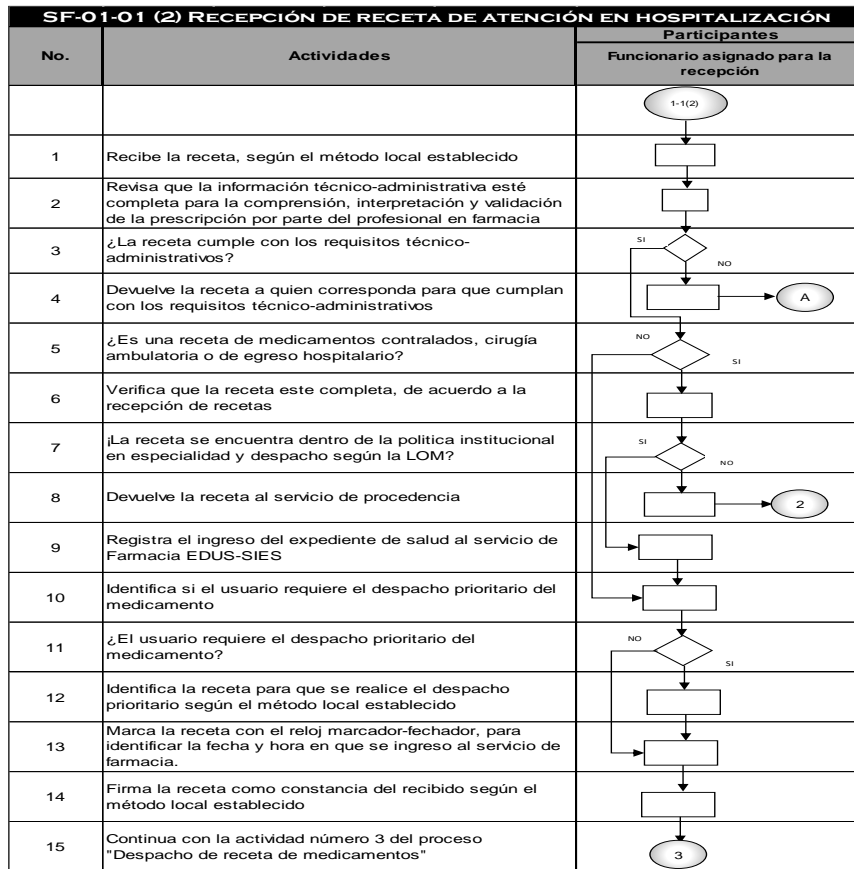 SF-01-01 (2) RECEPCIÓN DE RECETA DE ATENCIÓN EN HOSPITALIZACIÓN
No.
Actividades
Participantes
Funcionario asignado para la
recepción
1-1(2)
1
Recibe la receta, según el método local establecido
2
Revisa que la información técnico-administrativa esté
completa para la comprensión, interpretación y validación
de la prescripción por parte del profesional en farmacia
3
¿La receta cumple con los requisitos técnico-
administrativos?
SI
NO
4
Devuelve la receta a quien corresponda para que cumplan
con los requisitos técnico-administrativos
A
5
¿Es una receta de medicamentos contralados, cirugía
ambulatoria o de egreso hospitalario?
NO
SI
6
Verifica que la receta este completa, de acuerdo a la
recepción de recetas
7
¡La receta se encuentra dentro de la politica institucional
en especialidad y despacho según la LOM?
SI
NO
8
Devuelve la receta al servicio de procedencia
2
9
Registra el ingreso del expediente de salud al servicio de
Farmacia EDUS-SIES
10
Identifica si el usuario requiere el despacho prioritario del
medicamento
11
¿El usuario requiere el despacho prioritario del
medicamento?
NO
SI
12
Identifica la receta para que se realice el despacho
prioritario según el método local establecido
13
Marca la receta con el reloj marcador-fechador, para
identificar la fecha y hora en que se ingreso al servicio de
farmacia.
14
Firma la receta como constancia del recibido según el
método local establecido
15
Continua con la actividad número 3 del proceso
"Despacho de receta de medicamentos"
3